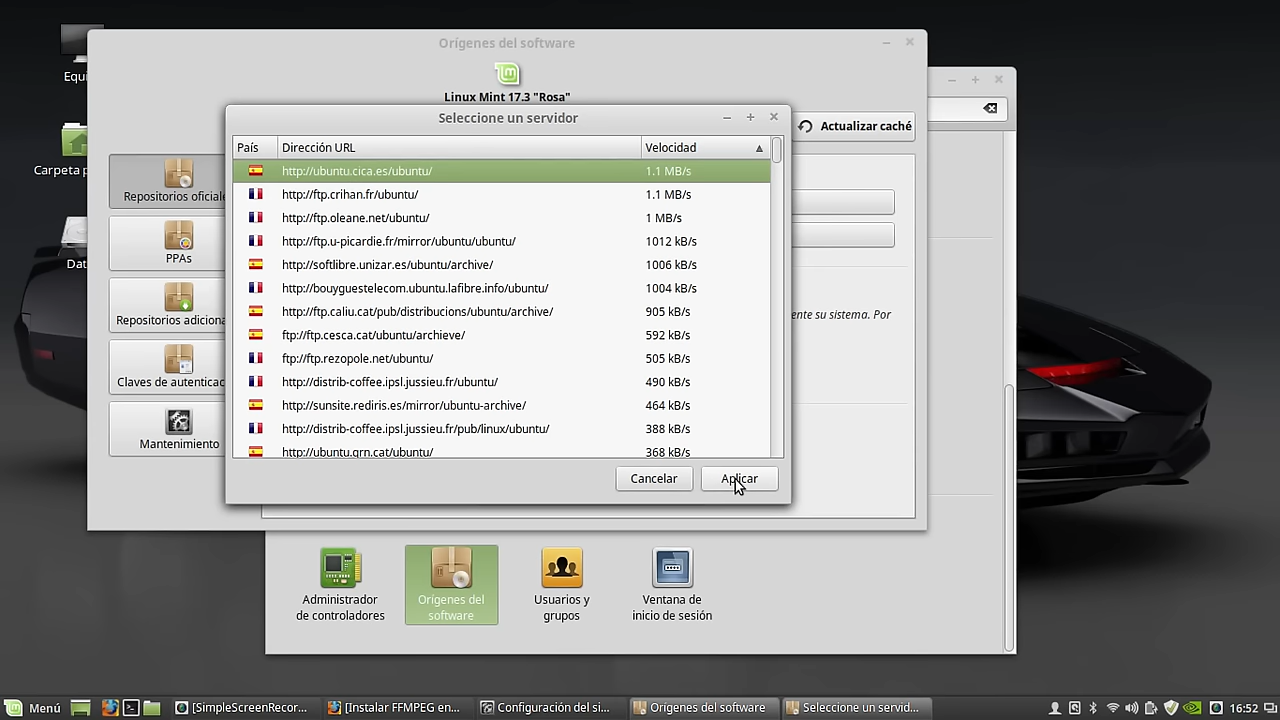 Equi
Carpeta p
Dat
Orígenes del software
Linux Mint 17.3 "Rosa"
Actualizar caché
Repositorios oficiale
PPAs
Repositorios adiciona
Claves de autenticac
Mantenimiento
ente su sistema. Por
Seleccione un servidor
País Dirección URL Velocidad
http://ubuntu.cica.es/ubuntu/ 1.1 MB/s
http://ftp.crihan.fr/ubuntu/ 1.1 MB/s
http://ftp.oleane.net/ubuntu/ 1 MB/s
http://ftp.u-picardie.fr/mirror/ubuntu/ubuntu/ 1012 kB/s
http://softlibre.unizar.es/ubuntu/archive/ 1006 kB/s
http://bouyguestelecom.ubuntu.lafibre.info/ubuntu/ 1004 kB/s
http://ftp.caliu.cat/pub/distribucions/ubuntu/archive/ 905 kB/s
ftp://ftp.cesca.cat/ubuntu/archieve/ 592 kB/s
ftp://ftp.rezopole.net/ubuntu/ 505 kB/s
http://distrib-coffee.ipsl.jussieu.fr/ubuntu/ 490 kB/s
http://sunsite.rediris.es/mirror/ubuntu-archive/ 464 kB/s
http://distrib-coffee.ipsl.jussieu.fr/pub/linux/ubuntu/ 388 kB/s
http://ubuntu.grn.cat/ubuntu/ 368 kB/s
Cancelar Aplicar
Administrador
de controladores
Orígenes del
software
Usuarios y
grupos
Ventana de
inicio de sesión
Menú
[SimpleScreenRecor...
[Instalar FFMPEG en...
Configuración del si...
Orígenes del software
Seleccione un servid...
16:52